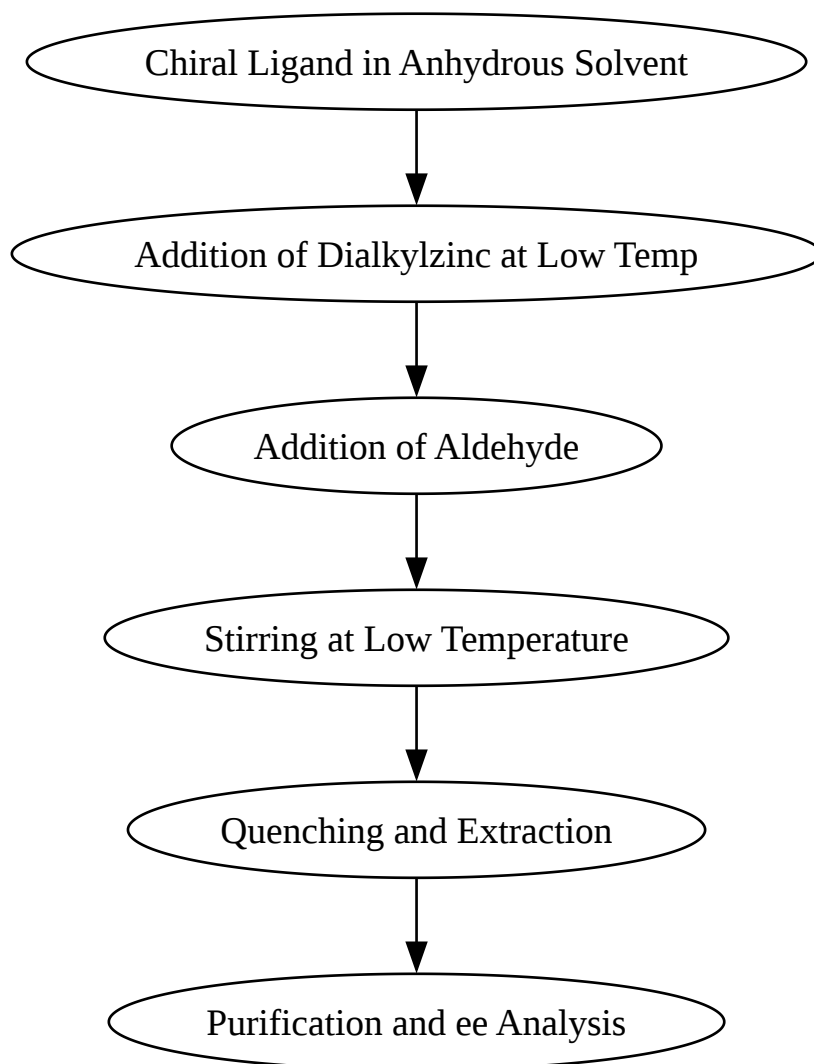 Chiral Ligand in Anhydrous Solvent
Addition of Dialkylzinc at Low Temp
Addition of Aldehyde
Stirring at Low Temperature
Quenching and Extraction
Purification and ee Analysis